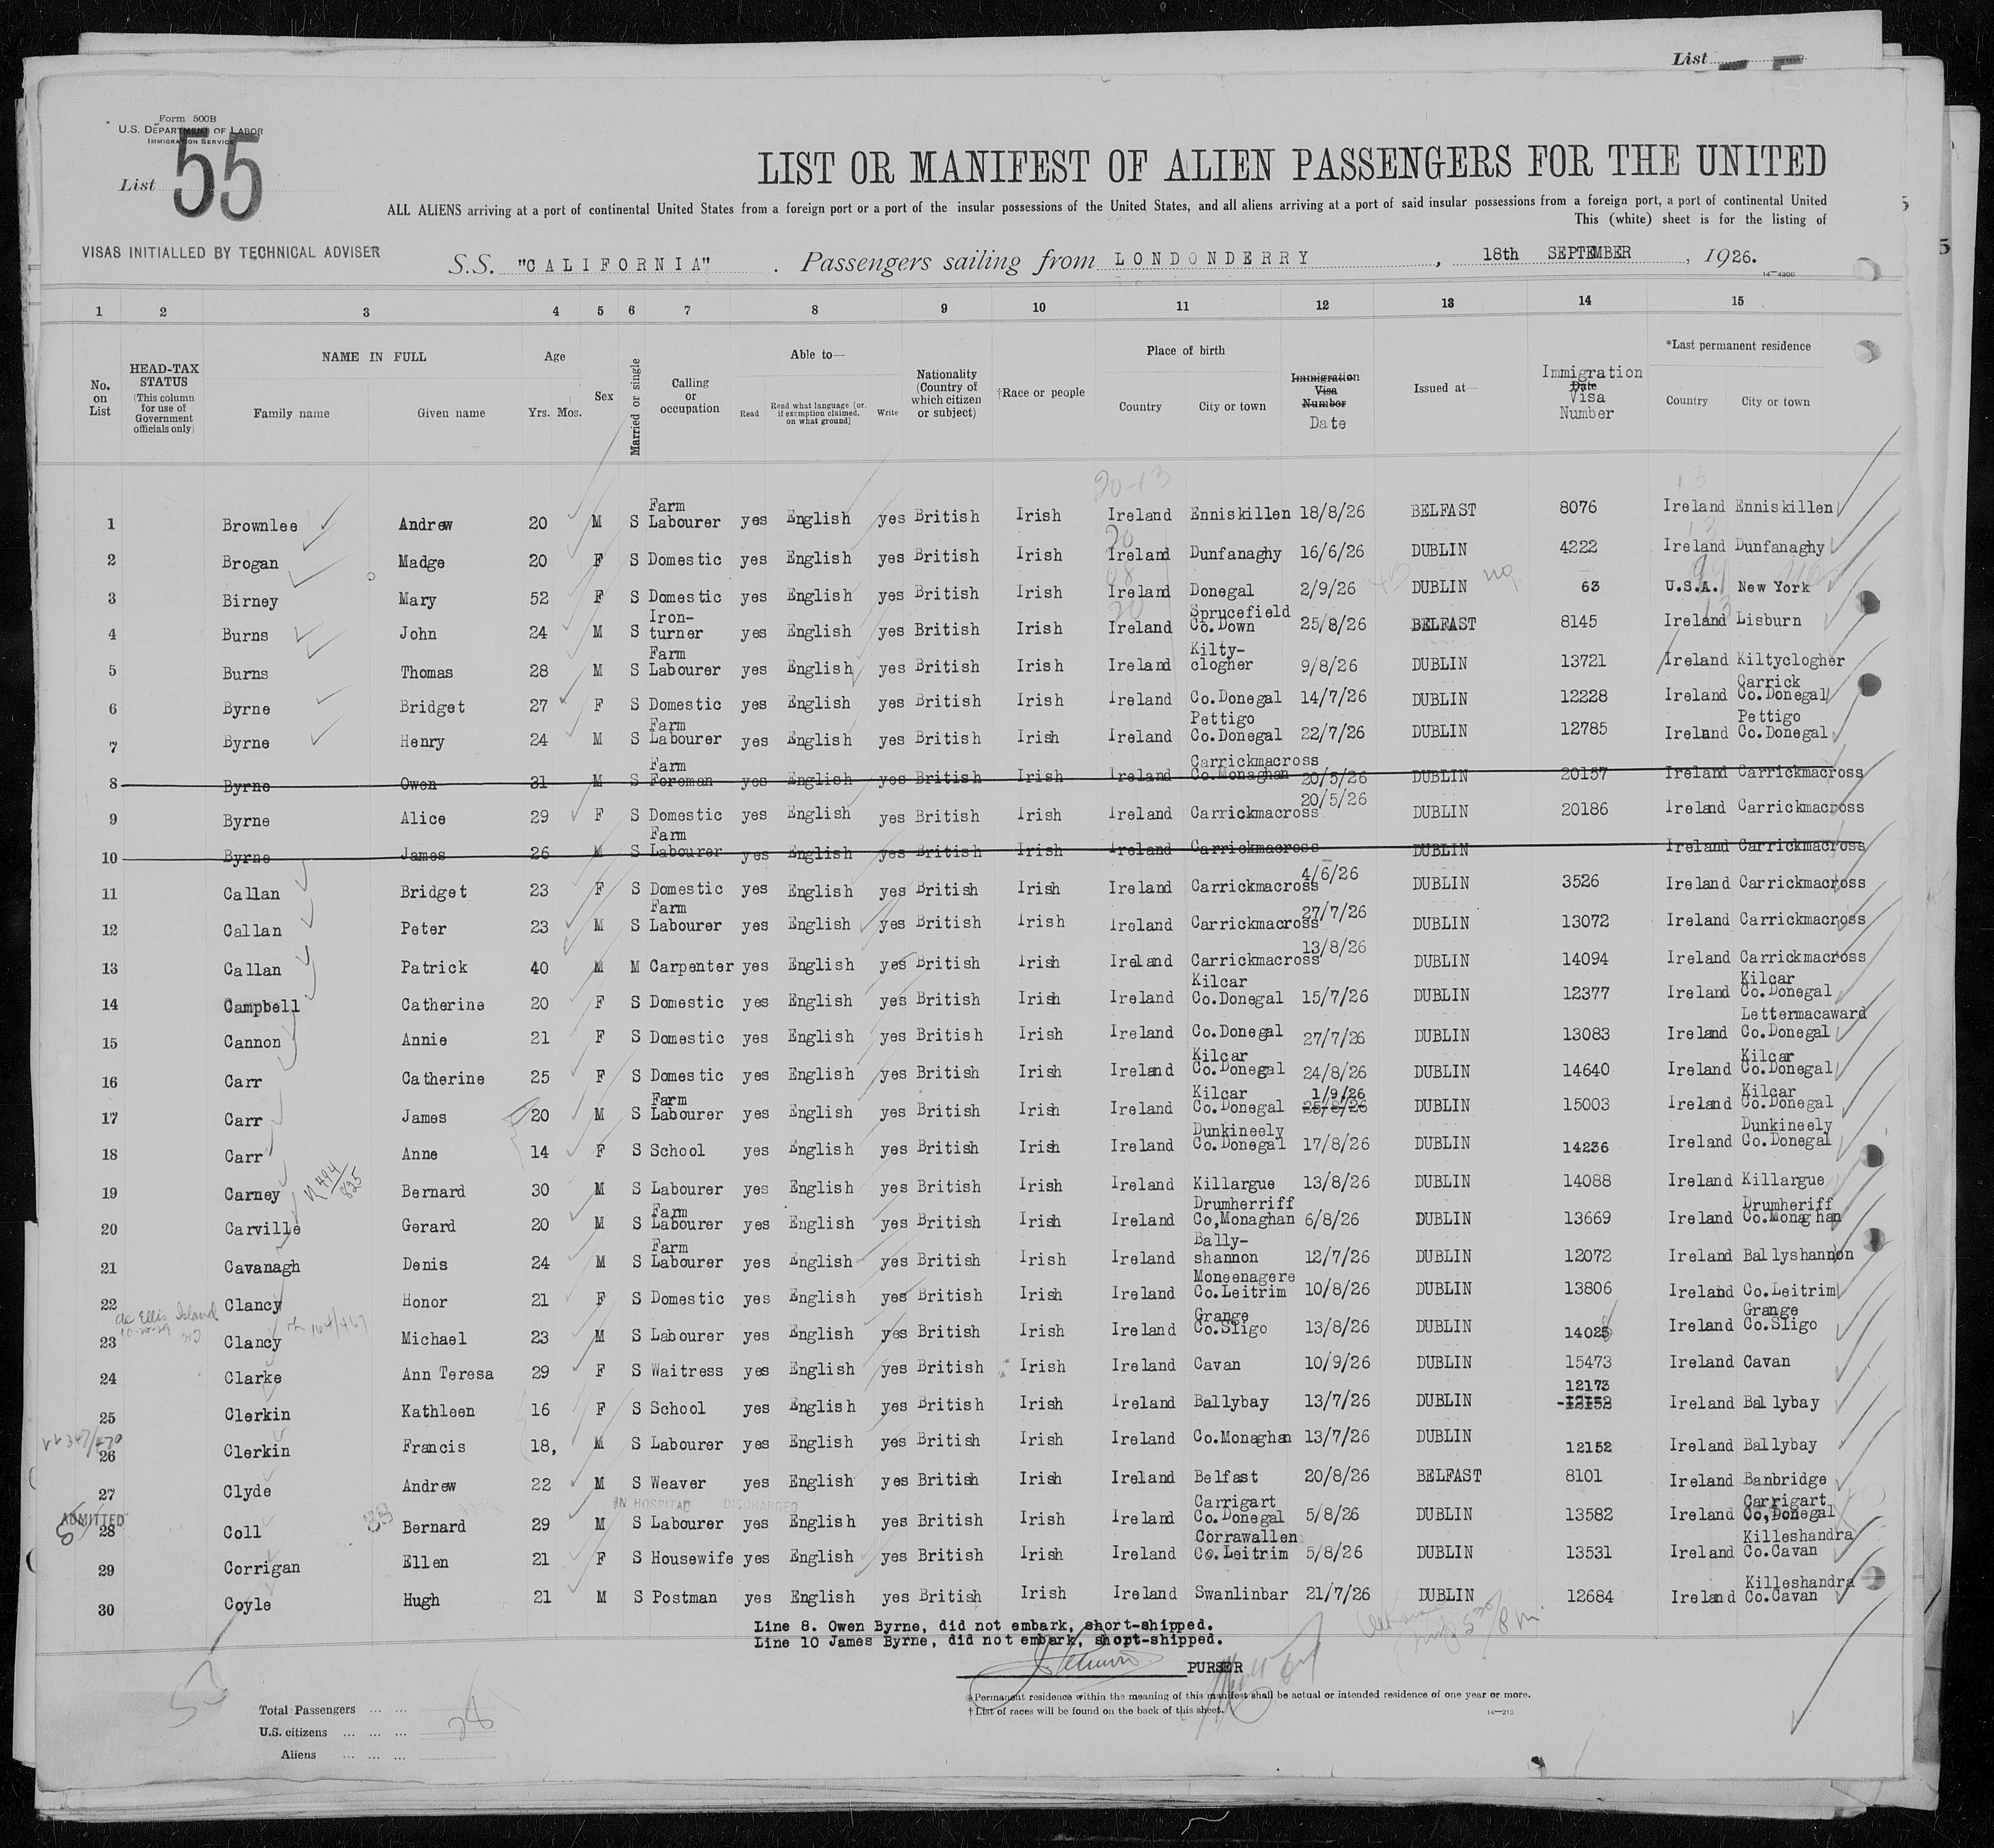 List
Form 500B
U.S. DEPARTMENT OF LABOR
IMMIGRATION SERVICE
List 55
LIST OR MANIFEST OF ALIEN PASSENGERS FOR THE UNITED
ALL ALIENS arriving at a port of continental United States from a foreign port or a port of the insular possessions of the United States, and all aliens arriving at a port of said insular possessions from a foreign port, a port of continental United
This (white) sheet is for the listing of
VISAS INITIALLED BY TECHNICAL ADVISER
S.S. "CALIFORNIA" . Passengers sailing from LONDONDERRY , 18th SEPTEMBER , 1926.
14—430B
1 2 3 4 5 6 7 8 9 10 11 12 13 14 15
No. on List
HEAD-TAX STATUS (This column for use of Government officials only)
NAME IN FULL
Family name Given name
Age
Yrs. Mos.
Sex
Married or single
Calling or occupation
Able to—
Read Read what language [or, if exemption claimed, on what ground] Write
Nationality (Country of which citizen or subject)
†Race or people
Place of birth
Country City or town
Immigration Visa Number Date
Issued at—
Immigration Date Visa Number
*Last permanent residence
Country City or town
20-13 13
1 Brownlee Andrew 20 M S Farm Labourer yes English yes British Irish Ireland Enniskillen 18/8/26 BELFAST 8076 Ireland Enniskillen
2 Brogan Madge 20 F S Domestic yes English yes British Irish Ireland Dunfanaghy 16/6/26 DUBLIN 4222 Ireland Dunfanaghy
3 Birney Mary 52 F S Domestic yes English yes British Irish Ireland Donegal 2/9/26 DUBLIN 63 U.S.A. New York
4 Burns John 24 M S Iron-turner yes English yes British Irish Ireland Sprucefield Co.Down 25/8/26 BELFAST 8145 Ireland Lisburn
5 Burns Thomas 28 M S Farm Labourer yes English yes British Irish Ireland Kilty-clogher 9/8/26 DUBLIN 13721 Ireland Kiltyclogher
6 Byrne Bridget 27 F S Domestic yes English yes British Irish Ireland Co.Donegal 14/7/26 DUBLIN 12228 Ireland Carrick Co.Donegal
7 Byrne Henry 24 M S Farm Labourer yes English yes British Irish Ireland Pettigo Co.Donegal 22/7/26 DUBLIN 12785 Ireland Pettigo Co.Donegal
8 Byrne Owen 31 M S Farm Foreman yes English yes British Irish Ireland Carrickmacross Co.Monaghan 20/5/26 DUBLIN 20157 Ireland Carrickmacross
9 Byrne Alice 29 F S Domestic yes English yes British Irish Ireland Carrickmacross 20/5/26 DUBLIN 20186 Ireland Carrickmacross
10 Byrne James 26 M S Farm Labourer yes English yes British Irish Ireland Carrickmacross DUBLIN Ireland Carrickmacross
11 Callan Bridget 23 F S Domestic yes English yes British Irish Ireland Carrickmacross 4/6/26 DUBLIN 3526 Ireland Carrickmacross
12 Callan Peter 23 M S Farm Labourer yes English yes British Irish Ireland Carrickmacross 27/7/26 DUBLIN 13072 Ireland Carrickmacross
13 Callan Patrick 40 M M Carpenter yes English yes British Irish Ireland Carrickmacross 13/8/26 DUBLIN 14094 Ireland Carrickmacross
14 Campbell Catherine 20 F S Domestic yes English yes British Irish Ireland Kilcar Co.Donegal 15/7/26 DUBLIN 12377 Ireland Kilcar Co.Donegal
15 Cannon Annie 21 F S Domestic yes English yes British Irish Ireland Co.Donegal 27/7/26 DUBLIN 13083 Ireland Lettermacaward Co.Donegal
16 Carr Catherine 25 F S Domestic yes English yes British Irish Ireland Kilcar Co.Donegal 24/8/26 DUBLIN 14640 Ireland Kilcar Co.Donegal
17 Carr James 20 M S Farm Labourer yes English yes British Irish Ireland Kilcar Co.Donegal 1/9/26 25/8/26 DUBLIN 15003 Ireland Kilcar Co.Donegal
18 Carr Anne 14 F S School yes English yes British Irish Ireland Dunkineely Co.Donegal 17/8/26 DUBLIN 14236 Ireland Dunkineely Co.Donegal
19 Carney Bernard 30 M S Labourer yes English yes British Irish Ireland Killargue 13/8/26 DUBLIN 14088 Ireland Killargue
20 Carville Gerard 20 M S Farm Labourer yes English yes British Irish Ireland Drumherriff Co,Monaghan 6/8/26 DUBLIN 13669 Ireland Drumheriff Co.Monaghan
21 Cavanagh Denis 24 M S Farm Labourer yes English yes British Irish Ireland Bally-shannon 12/7/26 DUBLIN 12072 Ireland Ballyshannon
22 Clancy Honor 21 F S Domestic yes English yes British Irish Ireland Moneenagere Co.Leitrim 10/8/26 DUBLIN 13806 Ireland Co.Leitrim
23 Clancy Michael 23 M S Labourer yes English yes British Irish Ireland Grange Co.Sligo 13/8/26 DUBLIN 14025 Ireland Grange Co.Sligo
24 Clarke Ann Teresa 29 F S Waitress yes English yes British Irish Ireland Cavan 10/9/26 DUBLIN 15473 Ireland Cavan
25 Clerkin Kathleen 16 F S School yes English yes British Irish Ireland Ballybay 13/7/26 DUBLIN 12173 12152 Ireland Ballybay
26 Clerkin Francis 18, M S Labourer yes English yes British Irish Ireland Co.Monaghan 13/7/26 DUBLIN 12152 Ireland Ballybay
27 Clyde Andrew 22 M S Weaver yes English yes British Irish Ireland Belfast 20/8/26 BELFAST 8101 Ireland Banbridge
IN HOSPITAL DISCHARGED
ADMITTED
28 Coll Bernard 29 M S Labourer yes English yes British Irish Ireland Carrigart Co.Donegal 5/8/26 DUBLIN 13582 Ireland Carrigart Co,Donegal
29 Corrigan Ellen 21 F S Housewife yes English yes British Irish Ireland Corrawallen Co.Leitrim 5/8/26 DUBLIN 13531 Ireland Killeshandra Co.Cavan
30 Coyle Hugh 21 M S Postman yes English yes British Irish Ireland Swanlinbar 21/7/26 DUBLIN 12684 Ireland Killeshandra Co.Cavan
Line 8. Owen Byrne, did not embark, short-shipped.
Line 10 James Byrne, did not embark, short-shipped.
PURSER
*Permanent residence within the meaning of this manifest shall be actual or intended residence of one year or more.
†List of races will be found on the back of this sheet.
14—213
Total Passengers ... ...
U.S. citizens ... ... ... 28
Aliens ... ... ...